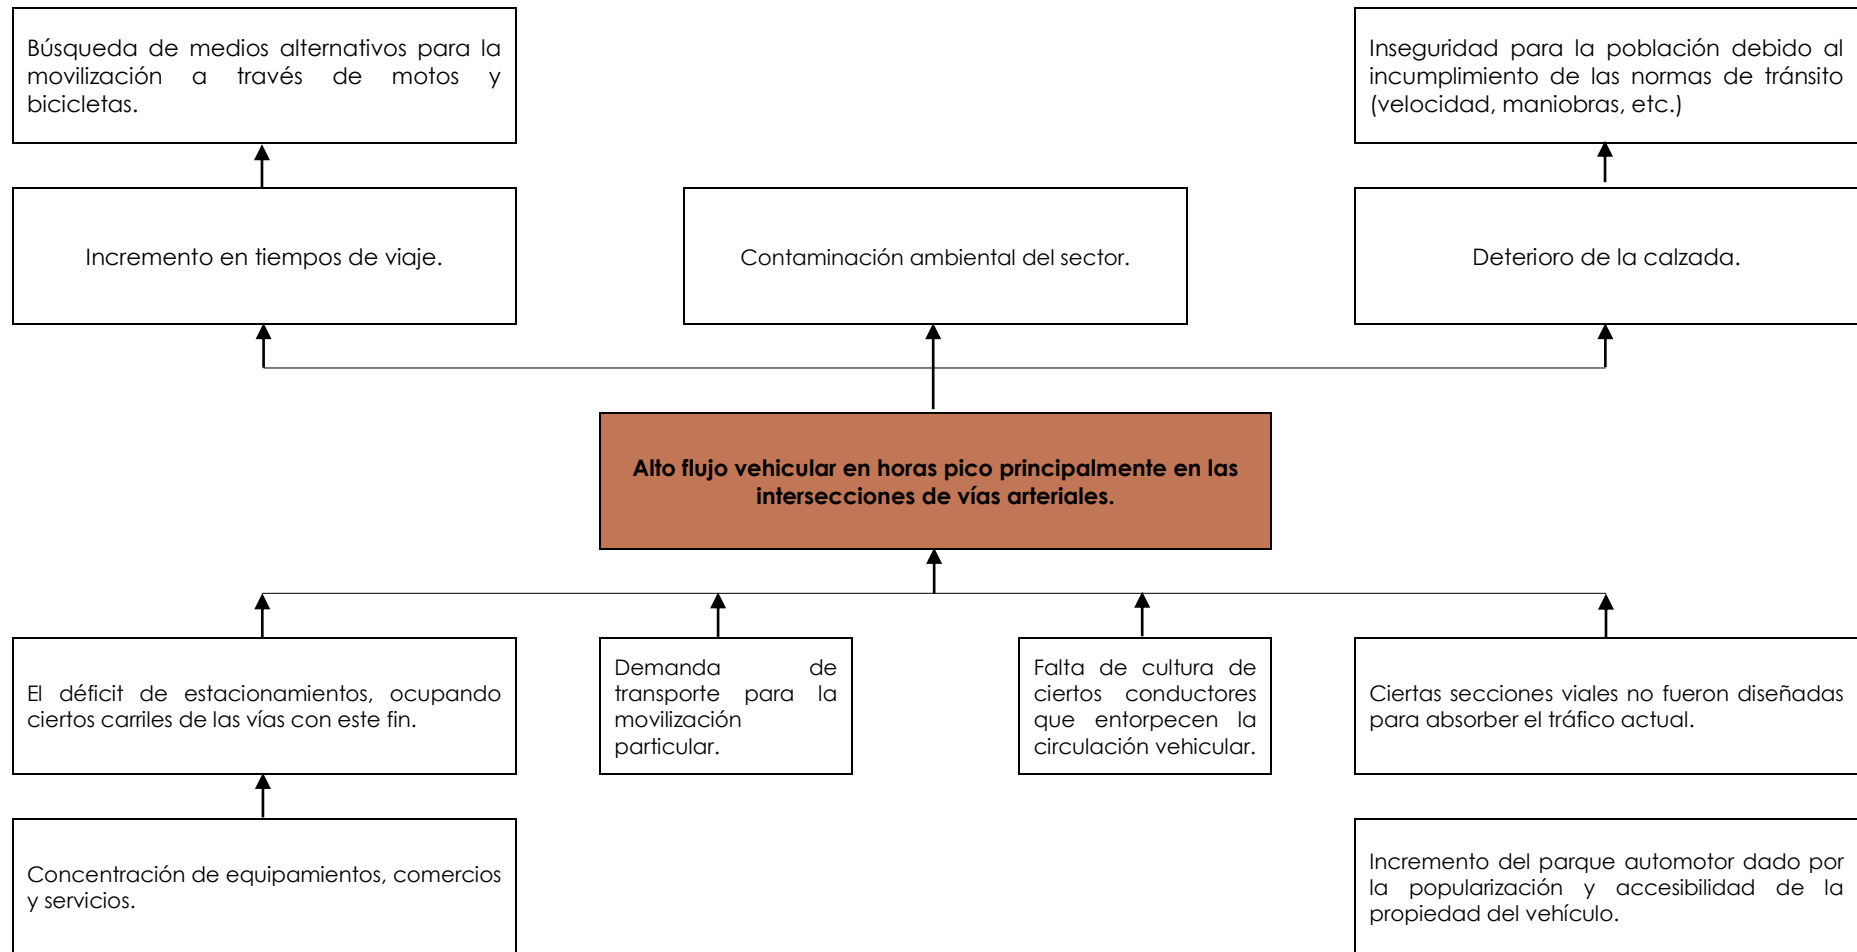 Búsqueda de medios alternativos para la
movilización a través de motos y
bicicletas.
Inseguridad para la población debido al
incumplimiento de las normas de tránsito
(velocidad, maniobras, etc.)
Incremento en tiempos de viaje.
Contaminación ambiental del sector.
Deterioro de la calzada.
Alto flujo vehicular en horas pico principalmente en las
intersecciones de vías arteriales.
El déficit de estacionamientos, ocupando
ciertos carriles de las vías con este fin.
Demanda de
transporte para la
movilización
particular.
Falta de cultura de
ciertos conductores
que entorpecen la
circulación vehicular.
Ciertas secciones viales no fueron diseñadas
para absorber el tráfico actual.
Concentración de equipamientos, comercios
y servicios.
Incremento del parque automotor dado por
la popularización y accesibilidad de la
propiedad del vehículo.